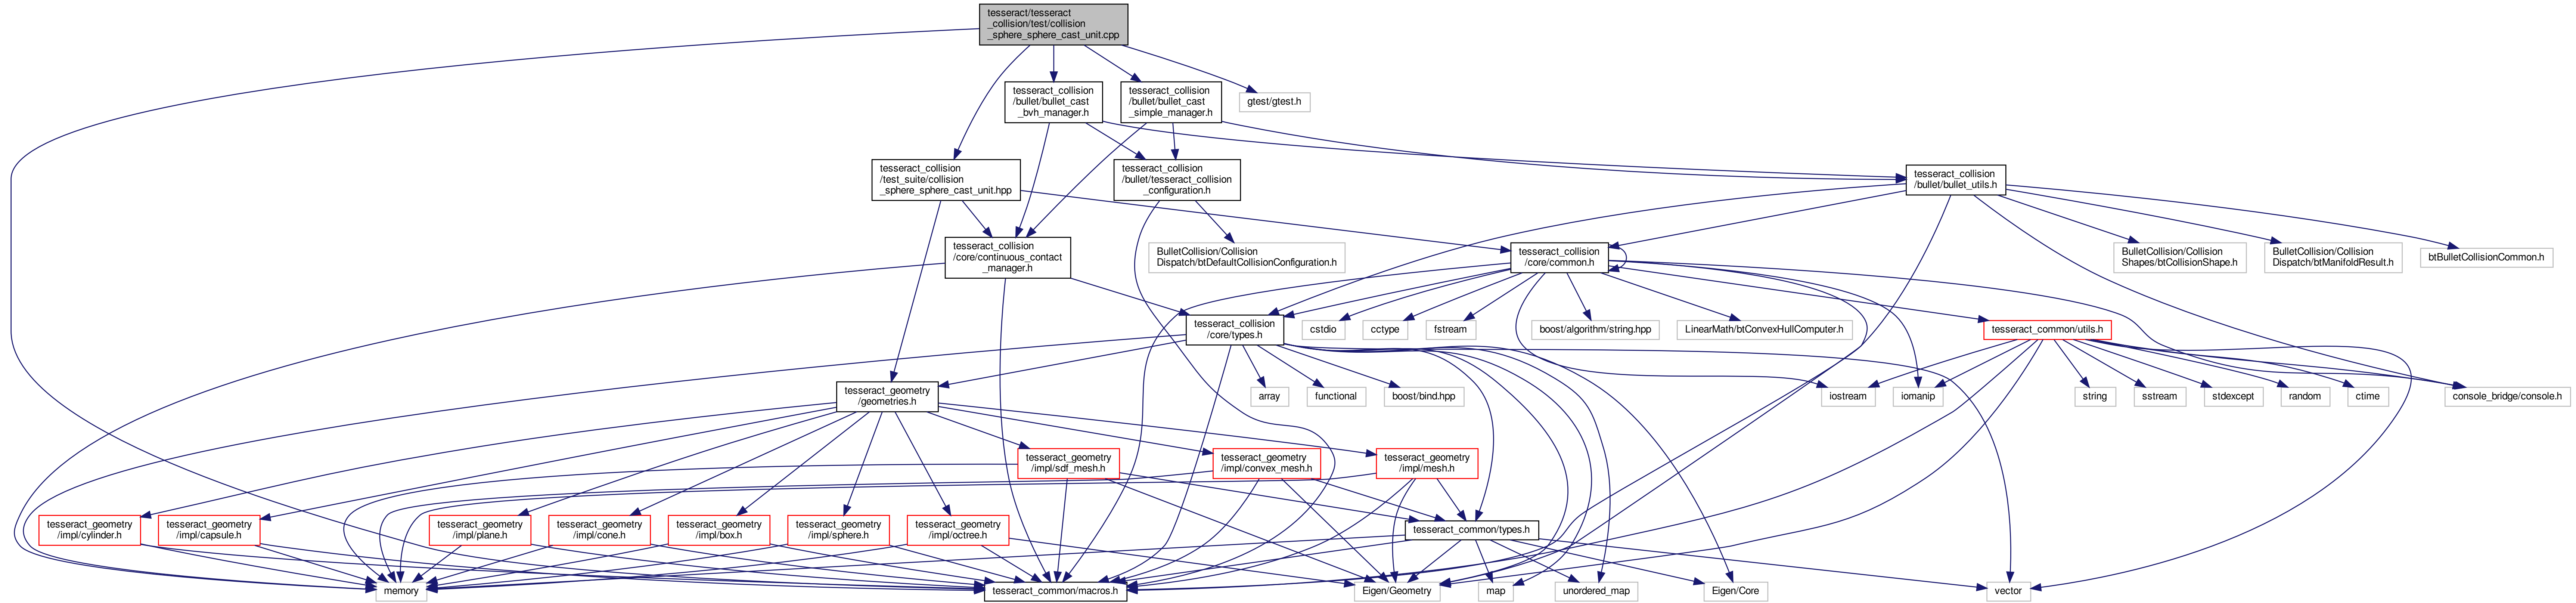 tesseract/tesseract
_collision/test/collision
_sphere_sphere_cast_unit.cpp
tesseract_collision
/bullet/bullet_cast
_bvh_manager.h
tesseract_collision
/bullet/bullet_cast
_simple_manager.h
gtest/gtest.h
tesseract_collision
/test_suite/collision
_sphere_sphere_cast_unit.hpp
tesseract_collision
/bullet/tesseract_collision
_configuration.h
tesseract_collision
/bullet/bullet_utils.h
tesseract_collision
/core/continuous_contact
_manager.h
BulletCollision/Collision
Dispatch/btDefaultCollisionConfiguration.h
tesseract_collision
/core/common.h
BulletCollision/Collision
Shapes/btCollisionShape.h
BulletCollision/Collision
Dispatch/btManifoldResult.h
btBulletCollisionCommon.h
tesseract_collision
/core/types.h
cstdio
cctype
fstream
boost/algorithm/string.hpp
LinearMath/btConvexHullComputer.h
tesseract_common/utils.h
tesseract_geometry
/geometries.h
array
functional
boost/bind.hpp
iostream
iomanip
string
sstream
stdexcept
random
ctime
console_bridge/console.h
tesseract_geometry
/impl/sdf_mesh.h
tesseract_geometry
/impl/convex_mesh.h
tesseract_geometry
/impl/mesh.h
tesseract_geometry
/impl/cylinder.h
tesseract_geometry
/impl/capsule.h
tesseract_geometry
/impl/plane.h
tesseract_geometry
/impl/cone.h
tesseract_geometry
/impl/box.h
tesseract_geometry
/impl/sphere.h
tesseract_geometry
/impl/octree.h
tesseract_common/types.h
memory
tesseract_common/macros.h
Eigen/Geometry
map
unordered_map
Eigen/Core
vector